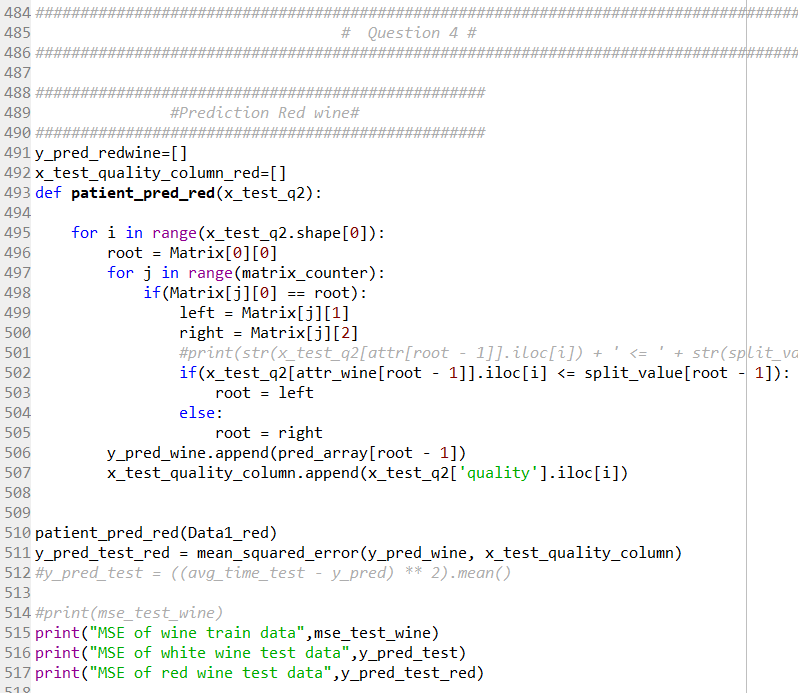 484 #####################################################################################
485                                   #  Question 4 #
486 #####################################################################################
487
488 ##################################################
489                #Prediction Red wine#
490 ##################################################
491 y_pred_redwine=[]
492 x_test_quality_column_red=[]
493 def patient_pred_red(x_test_q2):
494
495     for i in range(x_test_q2.shape[0]):
496         root = Matrix[0][0]
497         for j in range(matrix_counter):
498             if(Matrix[j][0] == root):
499                 left = Matrix[j][1]
500                 right = Matrix[j][2]
501                 #print(str(x_test_q2[attr[root - 1]].iloc[i]) + ' <= ' + str(split_va
502                 if(x_test_q2[attr_wine[root - 1]].iloc[i] <= split_value[root - 1]):
503                     root = left
504                 else:
505                     root = right
506         y_pred_wine.append(pred_array[root - 1])
507         x_test_quality_column.append(x_test_q2['quality'].iloc[i])
508
509
510 patient_pred_red(Data1_red)
511 y_pred_test_red = mean_squared_error(y_pred_wine, x_test_quality_column)
512 #y_pred_test = ((avg_time_test - y_pred) ** 2).mean()
513
514 #print(mse_test_wine)
515 print("MSE of wine train data",mse_test_wine)
516 print("MSE of white wine test data",y_pred_test)
517 print("MSE of red wine test data",y_pred_test_red)
518